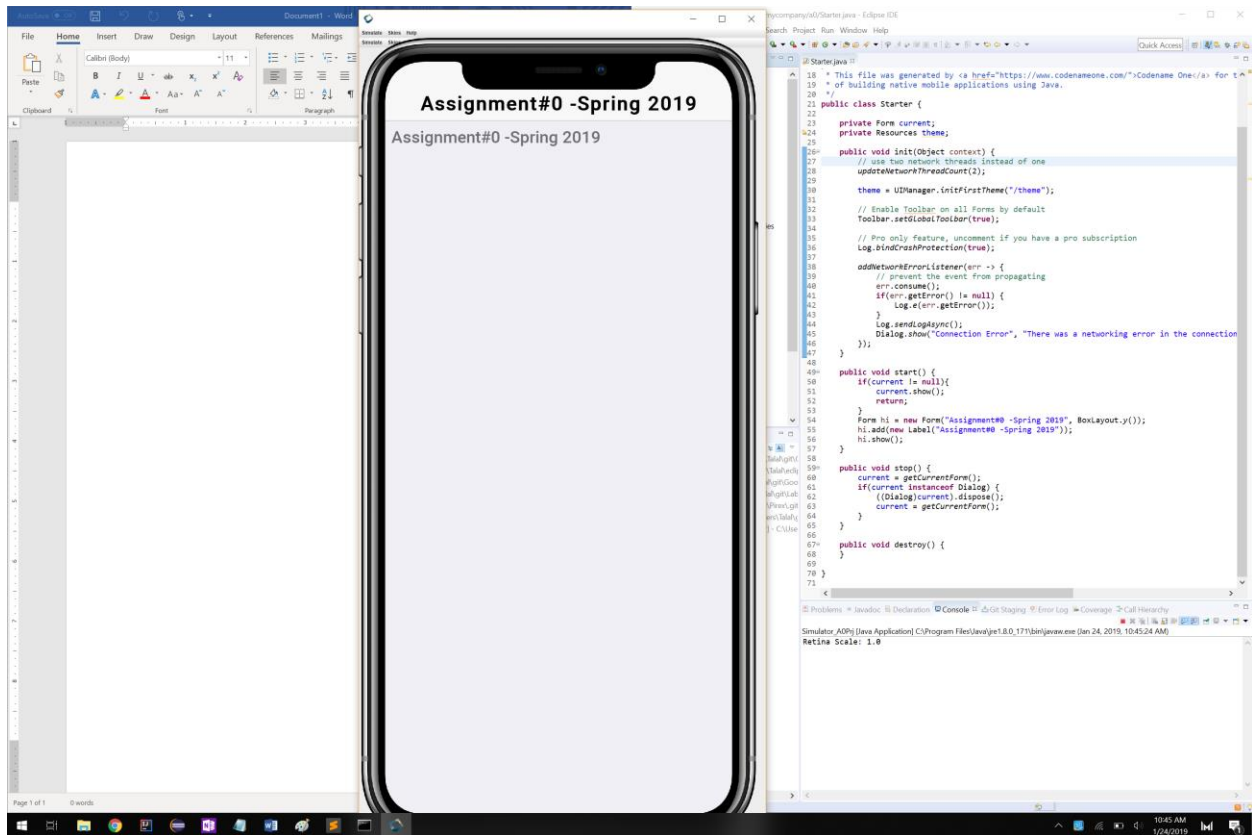 Document1 - Word
File Home Insert Draw Design Layout References Mailings
Calibri (Body) 11
Paste
Clipboard Font Paragraph
Page 1 of 1 0 words
Simulate Skins Help
Assignment#0 -Spring 2019
Assignment#0 -Spring 2019
mycompany/a0/Starter.java - Eclipse IDE
Search Project Run Window Help
Quick Access
Starter.java
18 * This file was generated by <a href="https://www.codenameone.com/">Codename One</a> for t
19 * of building native mobile applications using Java.
20 */
21 public class Starter {
22
23 private Form current;
24 private Resources theme;
25
26 public void init(Object context) {
27 // use two network threads instead of one
28 updateNetworkThreadCount(2);
29
30 theme = UIManager.initFirstTheme("/theme");
31
32 // Enable Toolbar on all Forms by default
33 Toolbar.setGlobalToolbar(true);
34
35 // Pro only feature, uncomment if you have a pro subscription
36 Log.bindCrashProtection(true);
37
38 addNetworkErrorListener(err -> {
39 // prevent the event from propagating
40 err.consume();
41 if(err.getError() != null) {
42 Log.e(err.getError());
43 }
44 Log.sendLogAsync();
45 Dialog.show("Connection Error", "There was a networking error in the connection
46 });
47 }
48
49 public void start() {
50 if(current != null){
51 current.show();
52 return;
53 }
54 Form hi = new Form("Assignment#0 -Spring 2019", BoxLayout.y());
55 hi.add(new Label("Assignment#0 -Spring 2019"));
56 hi.show();
57 }
58
59 public void stop() {
60 current = getCurrentForm();
61 if(current instanceof Dialog) {
62 ((Dialog)current).dispose();
63 current = getCurrentForm();
64 }
65 }
66
67 public void destroy() {
68 }
69
70 }
71
Problems Javadoc Declaration Console Git Staging Error Log Coverage Call Hierarchy
Simulator_A0Prj [Java Application] C:\Program Files\Java\jre1.8.0_171\bin\javaw.exe (Jan 24, 2019, 10:45:24 AM)
Retina Scale: 1.0
10:45 AM
1/24/2019